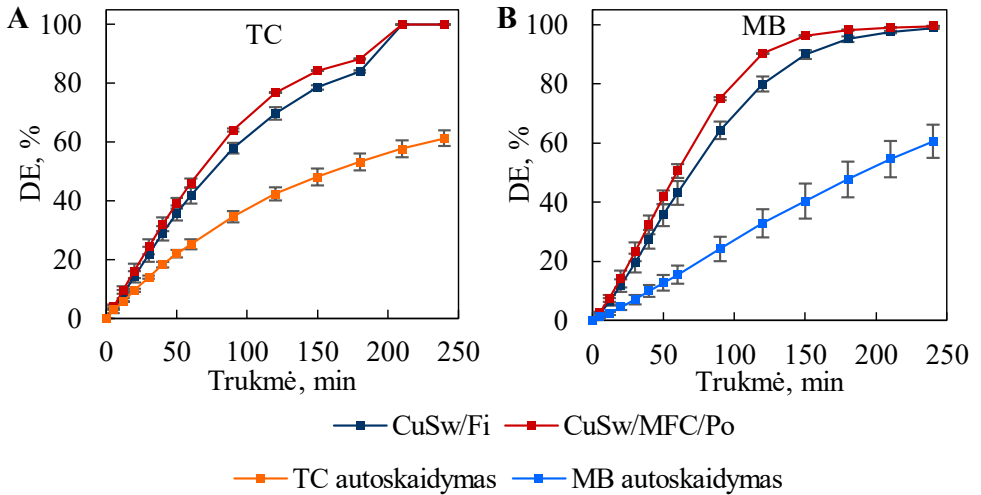 A
TC
DE, %
100
80
60
40
20
0
0 50 100 150 200 250
Trukmė, min
B
MB
DE, %
100
80
60
40
20
0
0 50 100 150 200 250
Trukmė, min
CuSw/Fi CuSw/MFC/Po
TC autoskaidymas MB autoskaidymas